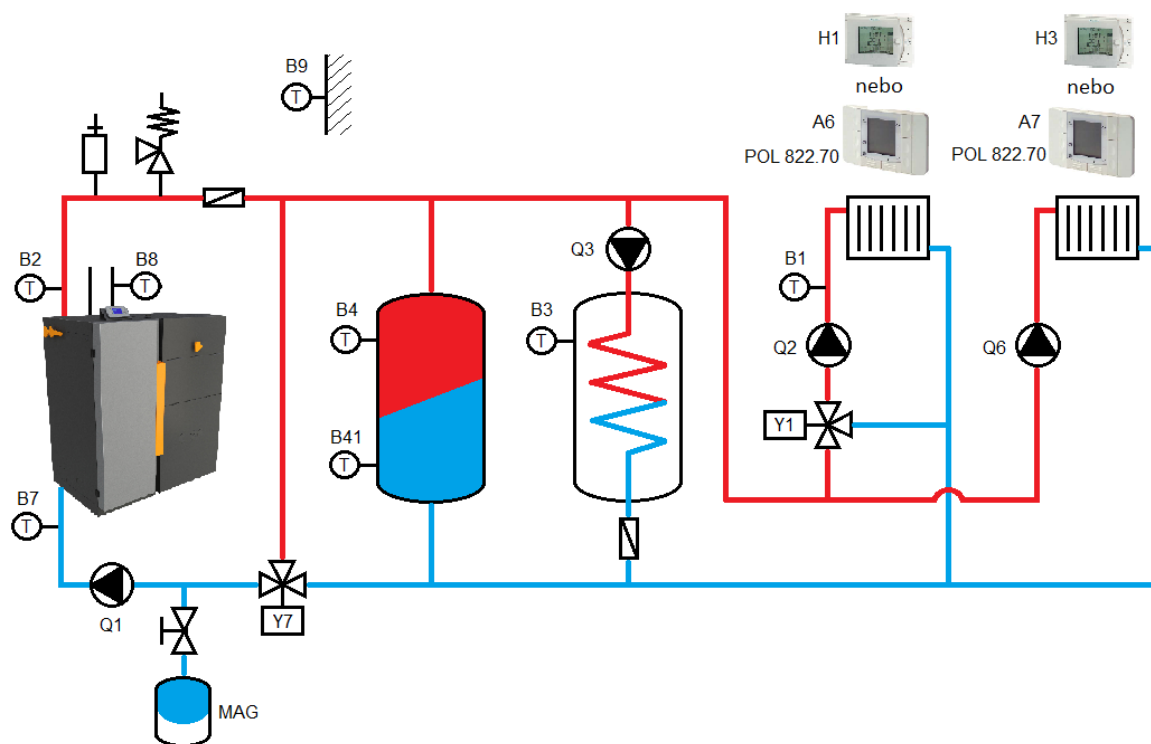 H1
H3
nebo
nebo
B9
T
A6
A7
POL 822.70
POL 822.70
B2
T
B8
T
Q3
B1
T
B4
T
B3
T
Q2
Q6
Y1
B41
T
B7
T
Q1
Y7
MAG